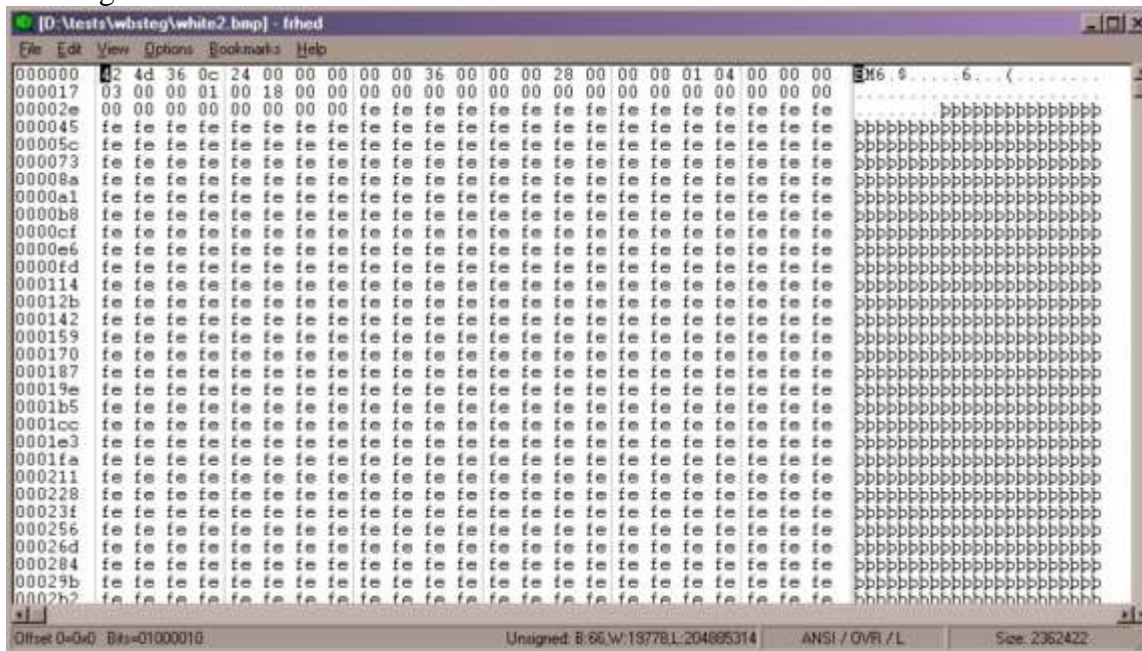 [D:\tests\wbsteg\white2.bmp] - frhed
File Edit View Options Bookmarks Help
000000 42 4d 36 0c 24 00 00 00 00 00 36 00 00 00 28 00 00 00 01 04 00 00 00 BM6.$.....6...(........
000017 03 00 00 01 00 18 00 00 00 00 00 00 00 00 00 00 00 00 00 00 00 00 00 .......................
00002e 00 00 00 00 00 00 00 00 fe fe fe fe fe fe fe fe fe fe fe fe fe fe fe ........þþþþþþþþþþþþþþþ
000045 fe fe fe fe fe fe fe fe fe fe fe fe fe fe fe fe fe fe fe fe fe fe fe þþþþþþþþþþþþþþþþþþþþþþþ
00005c fe fe fe fe fe fe fe fe fe fe fe fe fe fe fe fe fe fe fe fe fe fe fe þþþþþþþþþþþþþþþþþþþþþþþ
000073 fe fe fe fe fe fe fe fe fe fe fe fe fe fe fe fe fe fe fe fe fe fe fe þþþþþþþþþþþþþþþþþþþþþþþ
00008a fe fe fe fe fe fe fe fe fe fe fe fe fe fe fe fe fe fe fe fe fe fe fe þþþþþþþþþþþþþþþþþþþþþþþ
0000a1 fe fe fe fe fe fe fe fe fe fe fe fe fe fe fe fe fe fe fe fe fe fe fe þþþþþþþþþþþþþþþþþþþþþþþ
0000b8 fe fe fe fe fe fe fe fe fe fe fe fe fe fe fe fe fe fe fe fe fe fe fe þþþþþþþþþþþþþþþþþþþþþþþ
0000cf fe fe fe fe fe fe fe fe fe fe fe fe fe fe fe fe fe fe fe fe fe fe fe þþþþþþþþþþþþþþþþþþþþþþþ
0000e6 fe fe fe fe fe fe fe fe fe fe fe fe fe fe fe fe fe fe fe fe fe fe fe þþþþþþþþþþþþþþþþþþþþþþþ
0000fd fe fe fe fe fe fe fe fe fe fe fe fe fe fe fe fe fe fe fe fe fe fe fe þþþþþþþþþþþþþþþþþþþþþþþ
000114 fe fe fe fe fe fe fe fe fe fe fe fe fe fe fe fe fe fe fe fe fe fe fe þþþþþþþþþþþþþþþþþþþþþþþ
00012b fe fe fe fe fe fe fe fe fe fe fe fe fe fe fe fe fe fe fe fe fe fe fe þþþþþþþþþþþþþþþþþþþþþþþ
000142 fe fe fe fe fe fe fe fe fe fe fe fe fe fe fe fe fe fe fe fe fe fe fe þþþþþþþþþþþþþþþþþþþþþþþ
000159 fe fe fe fe fe fe fe fe fe fe fe fe fe fe fe fe fe fe fe fe fe fe fe þþþþþþþþþþþþþþþþþþþþþþþ
000170 fe fe fe fe fe fe fe fe fe fe fe fe fe fe fe fe fe fe fe fe fe fe fe þþþþþþþþþþþþþþþþþþþþþþþ
000187 fe fe fe fe fe fe fe fe fe fe fe fe fe fe fe fe fe fe fe fe fe fe fe þþþþþþþþþþþþþþþþþþþþþþþ
00019e fe fe fe fe fe fe fe fe fe fe fe fe fe fe fe fe fe fe fe fe fe fe fe þþþþþþþþþþþþþþþþþþþþþþþ
0001b5 fe fe fe fe fe fe fe fe fe fe fe fe fe fe fe fe fe fe fe fe fe fe fe þþþþþþþþþþþþþþþþþþþþþþþ
0001cc fe fe fe fe fe fe fe fe fe fe fe fe fe fe fe fe fe fe fe fe fe fe fe þþþþþþþþþþþþþþþþþþþþþþþ
0001e3 fe fe fe fe fe fe fe fe fe fe fe fe fe fe fe fe fe fe fe fe fe fe fe þþþþþþþþþþþþþþþþþþþþþþþ
0001fa fe fe fe fe fe fe fe fe fe fe fe fe fe fe fe fe fe fe fe fe fe fe fe þþþþþþþþþþþþþþþþþþþþþþþ
000211 fe fe fe fe fe fe fe fe fe fe fe fe fe fe fe fe fe fe fe fe fe fe fe þþþþþþþþþþþþþþþþþþþþþþþ
000228 fe fe fe fe fe fe fe fe fe fe fe fe fe fe fe fe fe fe fe fe fe fe fe þþþþþþþþþþþþþþþþþþþþþþþ
00023f fe fe fe fe fe fe fe fe fe fe fe fe fe fe fe fe fe fe fe fe fe fe fe þþþþþþþþþþþþþþþþþþþþþþþ
000256 fe fe fe fe fe fe fe fe fe fe fe fe fe fe fe fe fe fe fe fe fe fe fe þþþþþþþþþþþþþþþþþþþþþþþ
00026d fe fe fe fe fe fe fe fe fe fe fe fe fe fe fe fe fe fe fe fe fe fe fe þþþþþþþþþþþþþþþþþþþþþþþ
000284 fe fe fe fe fe fe fe fe fe fe fe fe fe fe fe fe fe fe fe fe fe fe fe þþþþþþþþþþþþþþþþþþþþþþþ
00029b fe fe fe fe fe fe fe fe fe fe fe fe fe fe fe fe fe fe fe fe fe fe fe þþþþþþþþþþþþþþþþþþþþþþþ
0002b2 fe fe fe fe fe fe fe fe fe fe fe fe fe fe fe fe fe fe fe fe fe fe fe þþþþþþþþþþþþþþþþþþþþþþþ
Offset 0=0x0 Bits=01000010 Unsigned: B:66,W:19778,L:204885314 ANSI / OVR / L Size: 2362422